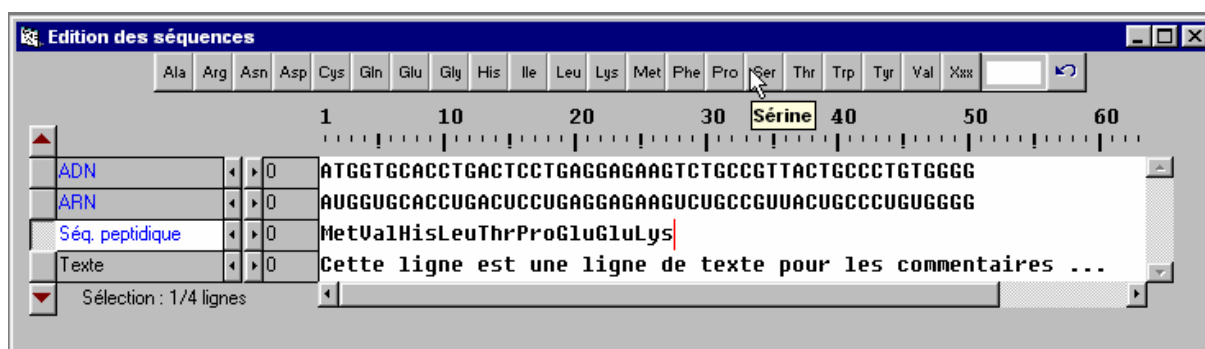 Edition des séquences
Ala Arg Asn Asp Cys Gln Glu Gly His Ile Leu Lys Met Phe Pro Ser Thr Trp Tyr Val Xxx
1 10 20 30 40 50 60
Sérine
ADN 0 ATGGTGCACCTGACTCCTGAGGAGAAGTCTGCCGTTACTGCCCTGTGGGG
ARN 0 AUGGUGCACCUGACUCCUGAGGAGAAGUCUGCCGUUACUGCCCUGUGGGG
Séq. peptidique 0 MetValHisLeuThrProGluGluLys
Texte 0 Cette ligne est une ligne de texte pour les commentaires ...
Sélection : 1/4 lignes